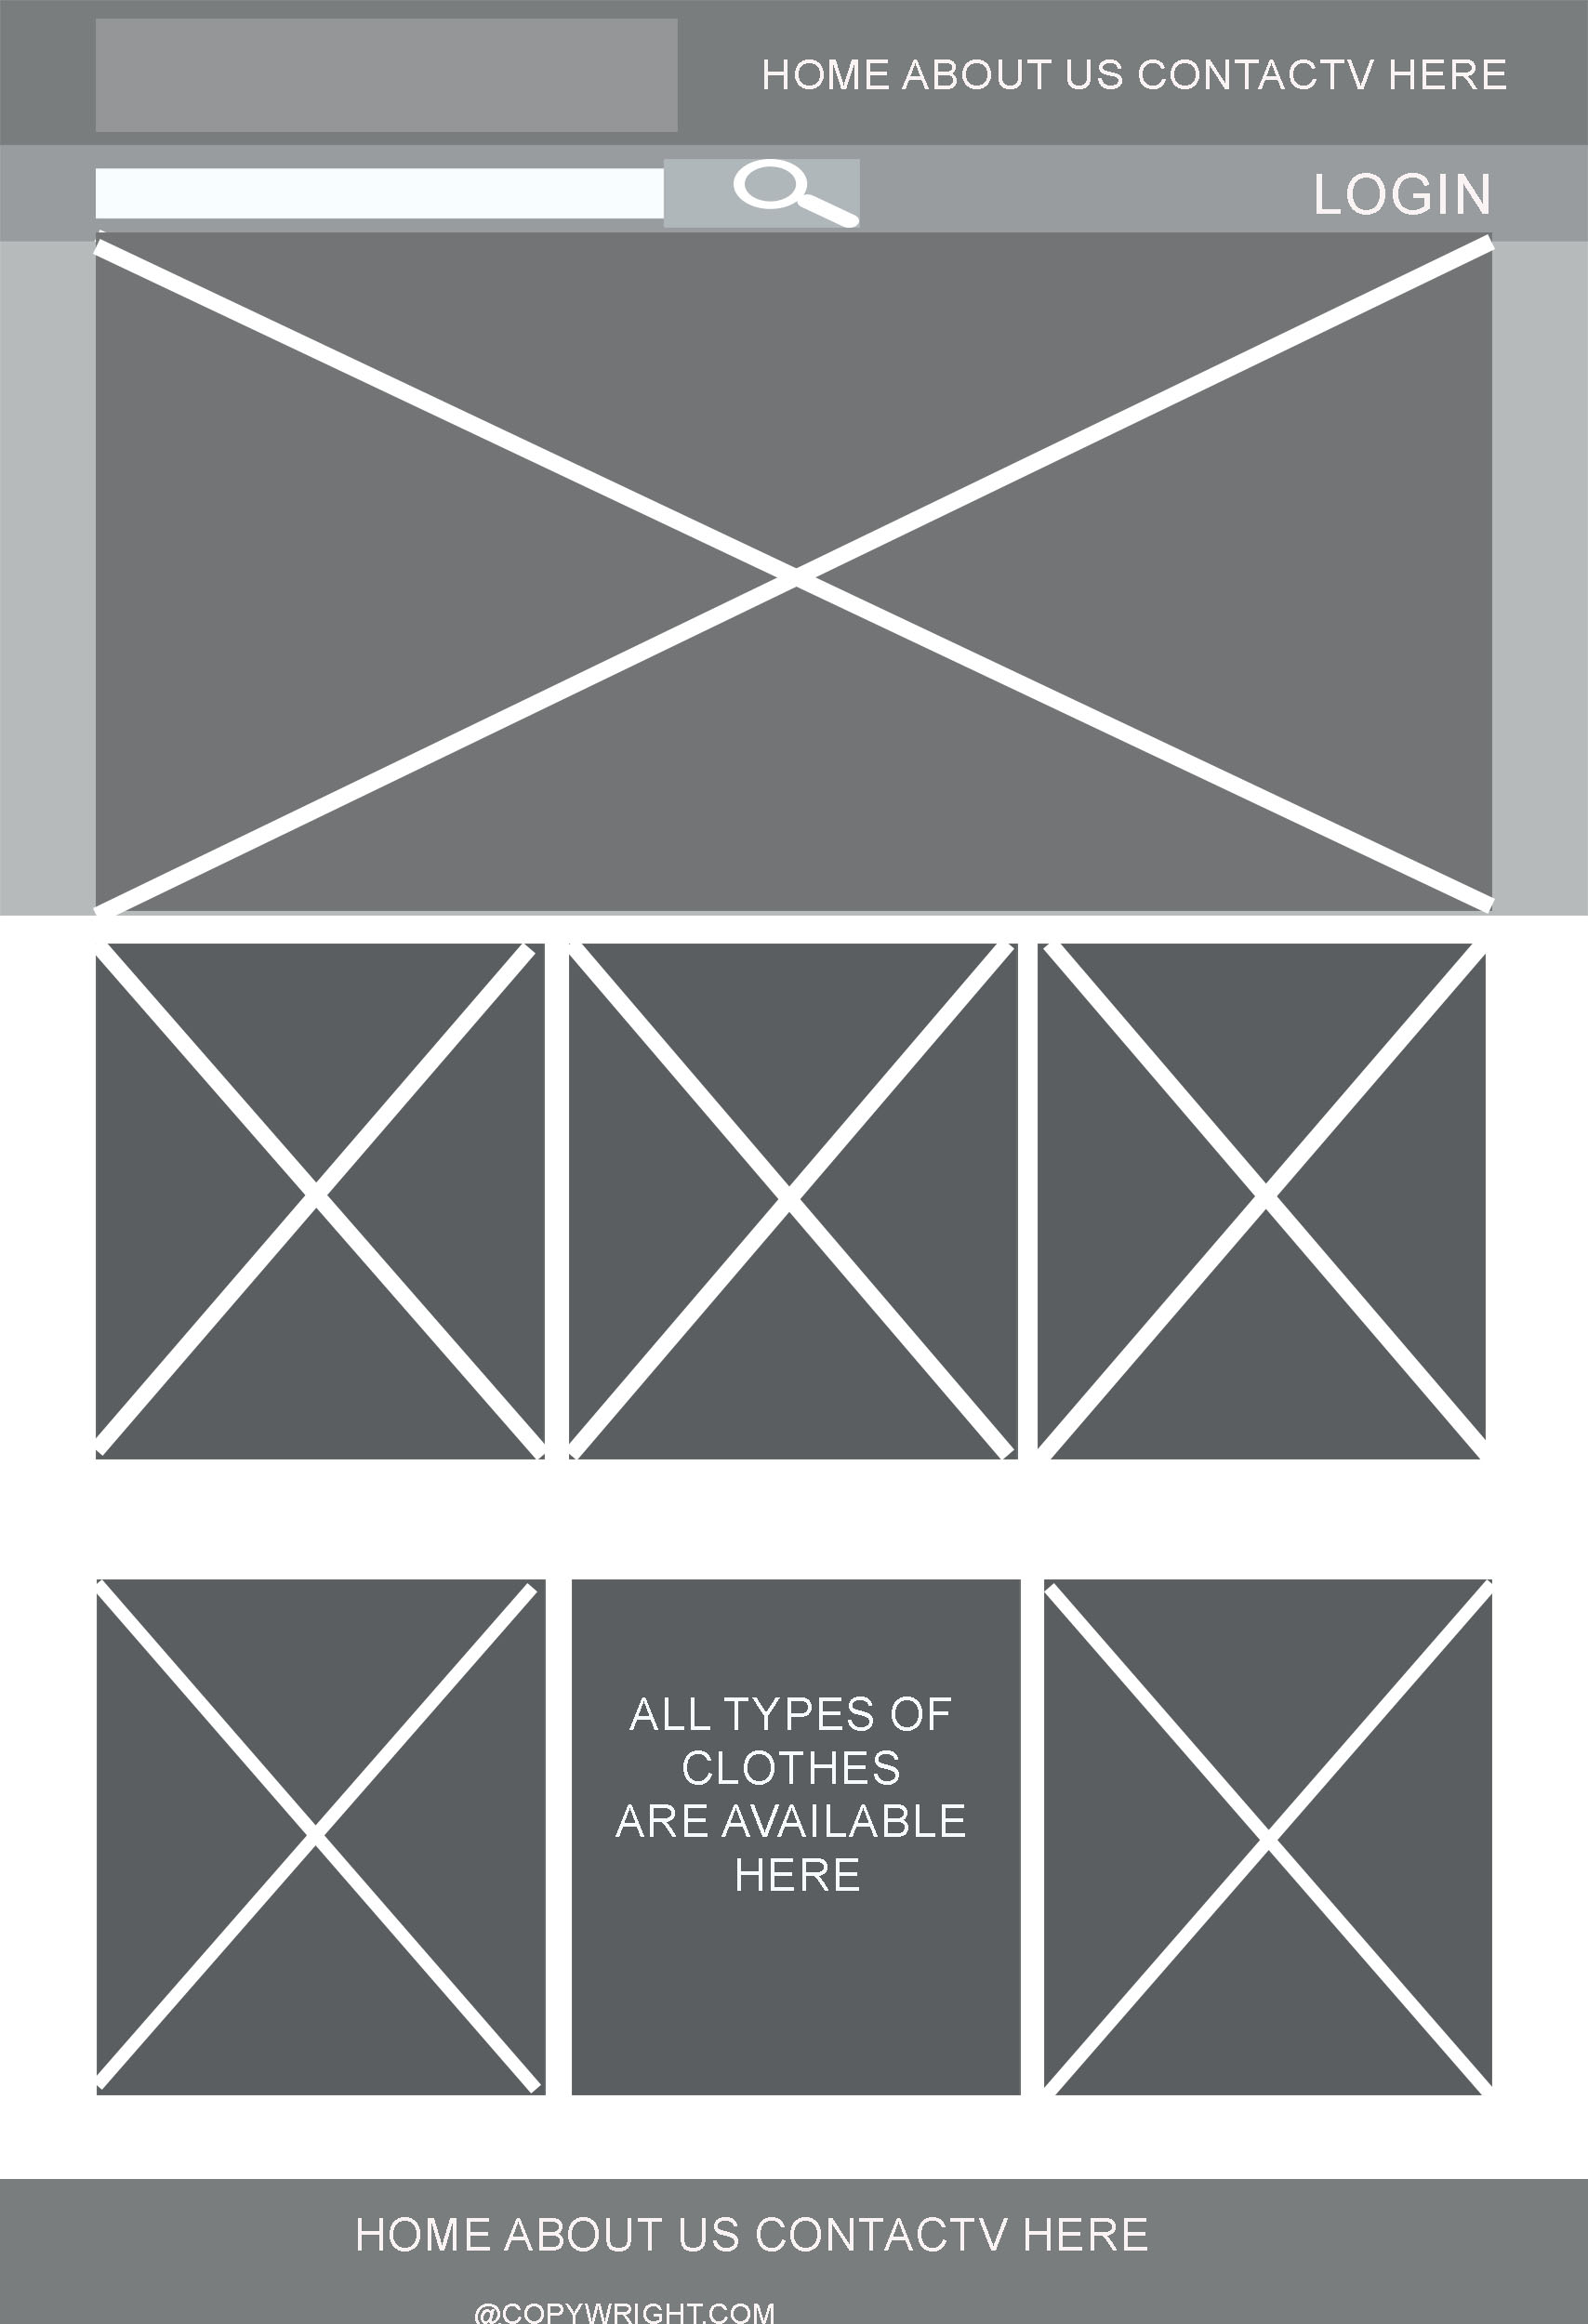 HOME ABOUT US CONTACTV HERE
LOGIN
ALL TYPES OF
CLOTHES
ARE AVAILABLE
HERE
HOME ABOUT US CONTACTV HERE
@COPYWRIGHT.COM